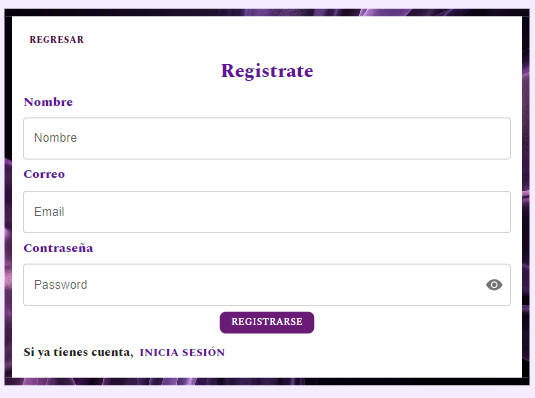 REGRESAR
Registrate
Nombre
Nombre
Correo
Email
Contraseña
Password
REGISTRARSE
Si ya tienes cuenta, INICIA SESIÓN